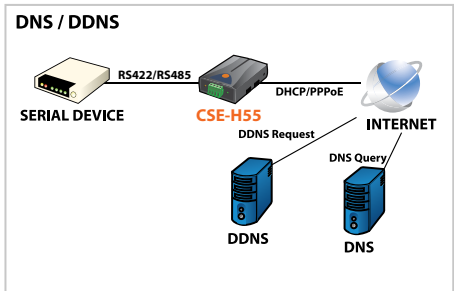 DNS / DDNS
RS422/RS485
DHCP/PPPoE
SERIAL DEVICE
CSE-H55
INTERNET
DDNS Request
DNS Query
DDNS
DNS